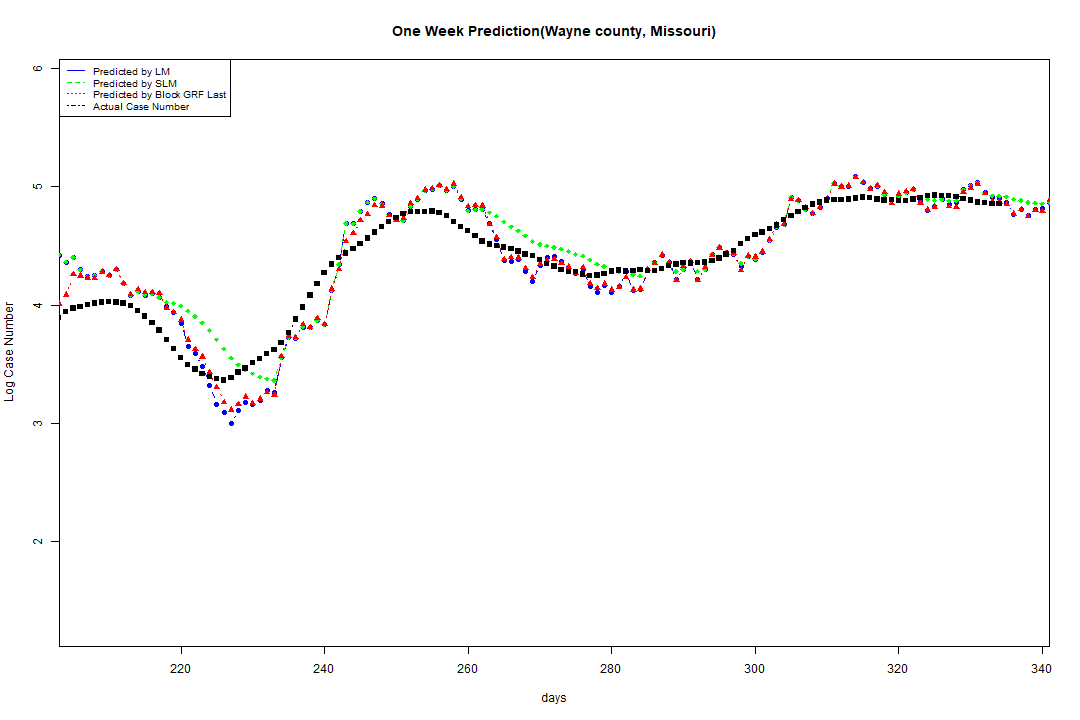 One Week Prediction(Wayne county, Missouri)
Predicted by LM
Predicted by SLM
Predicted by Block GRF Last
Actual Case Number
6
5
4
3
2
Log Case Number
220 240 260 280 300 320 340
days